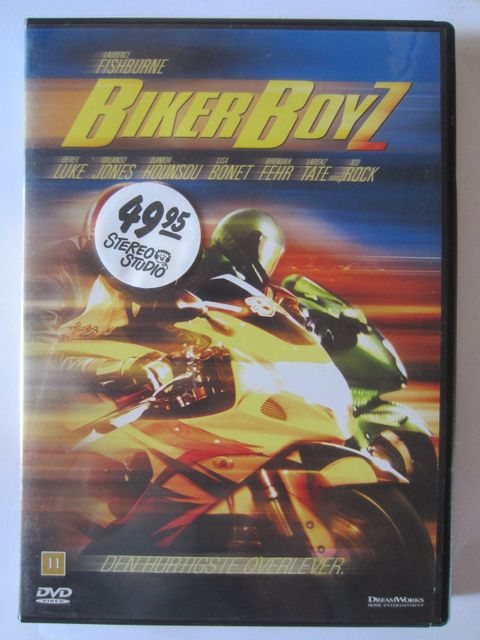 LAURENCE
FISHBURNE
BIKER BOYZ
DEREK LUKE ORLANDO JONES DJIMON HOUNSOU LISA BONET BRENDAN FEHR LARENZ TATE AND KID ROCK
49.95
STEREO
STUDIO
DEN HURTIGSTE OVERLEVER.
11
DVD
VIDEO
DREAMWORKS
HOME ENTERTAINMENT